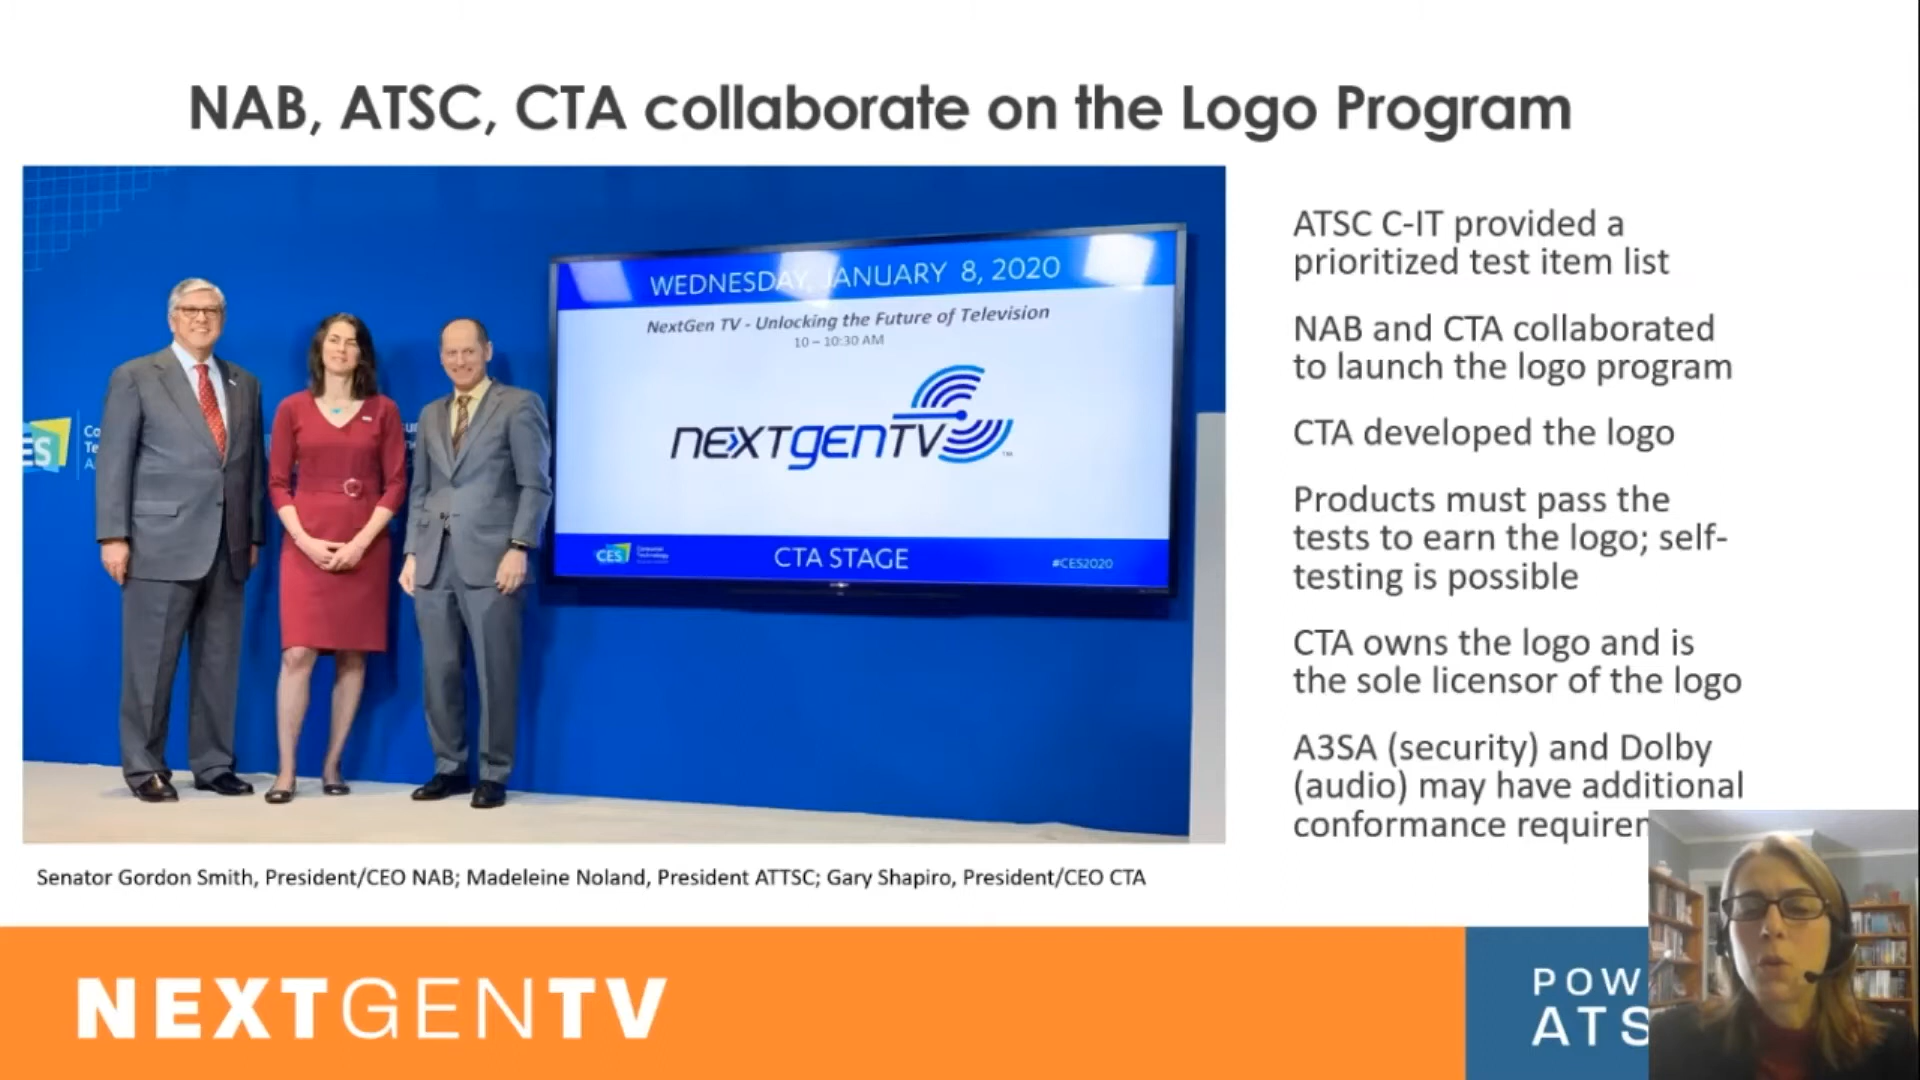 NAB, ATSC, CTA collaborate on the Logo Program
WEDNESDAY, JANUARY 8, 2020
NextGen TV - Unlocking the Future of Television
10 – 10:30 AM
NEXTGENTV
TM
CES
Consumer
Technology
CTA STAGE
#CES2020
ES
Co
Te
A
ATSC C-IT provided a
prioritized test item list
NAB and CTA collaborated
to launch the logo program
CTA developed the logo
Products must pass the
tests to earn the logo; self-
testing is possible
CTA owns the logo and is
the sole licensor of the logo
A3SA (security) and Dolby
(audio) may have additional
conformance require
Senator Gordon Smith, President/CEO NAB; Madeleine Noland, President ATTSC; Gary Shapiro, President/CEO CTA
NEXTGENTV
POW
ATS